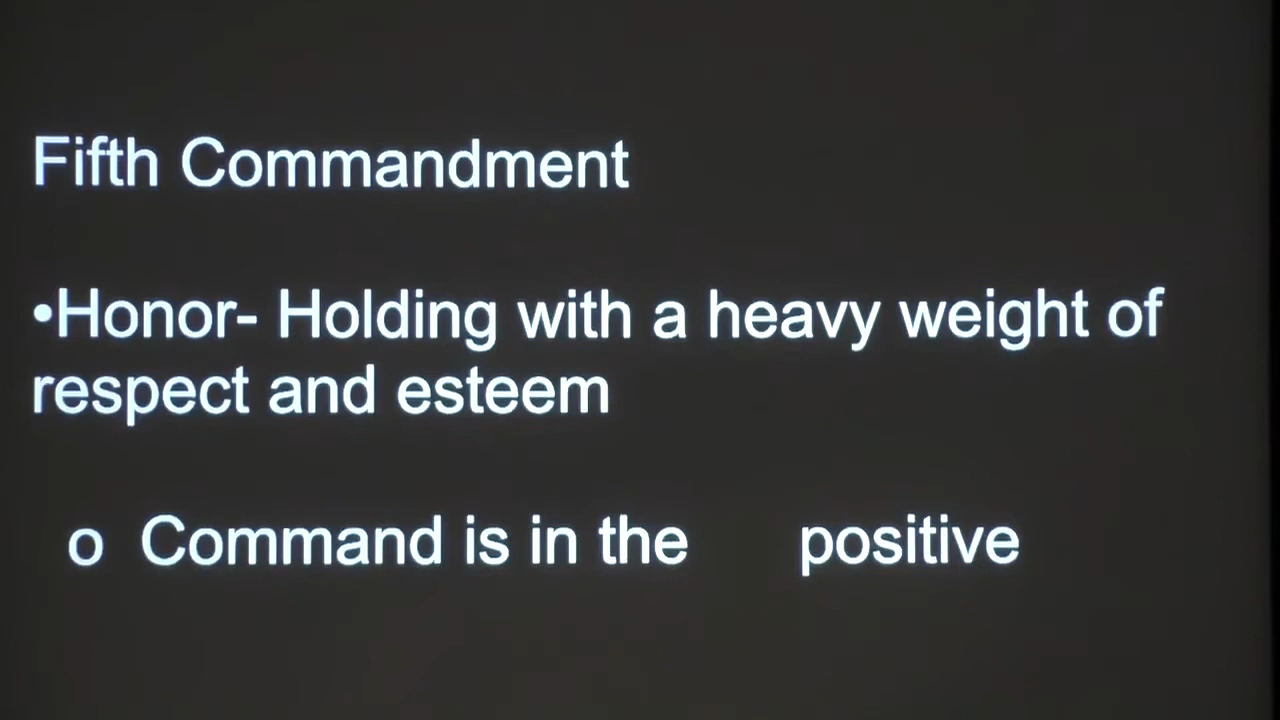 Fifth Commandment
•Honor- Holding with a heavy weight of
respect and esteem
o Command is in the positive